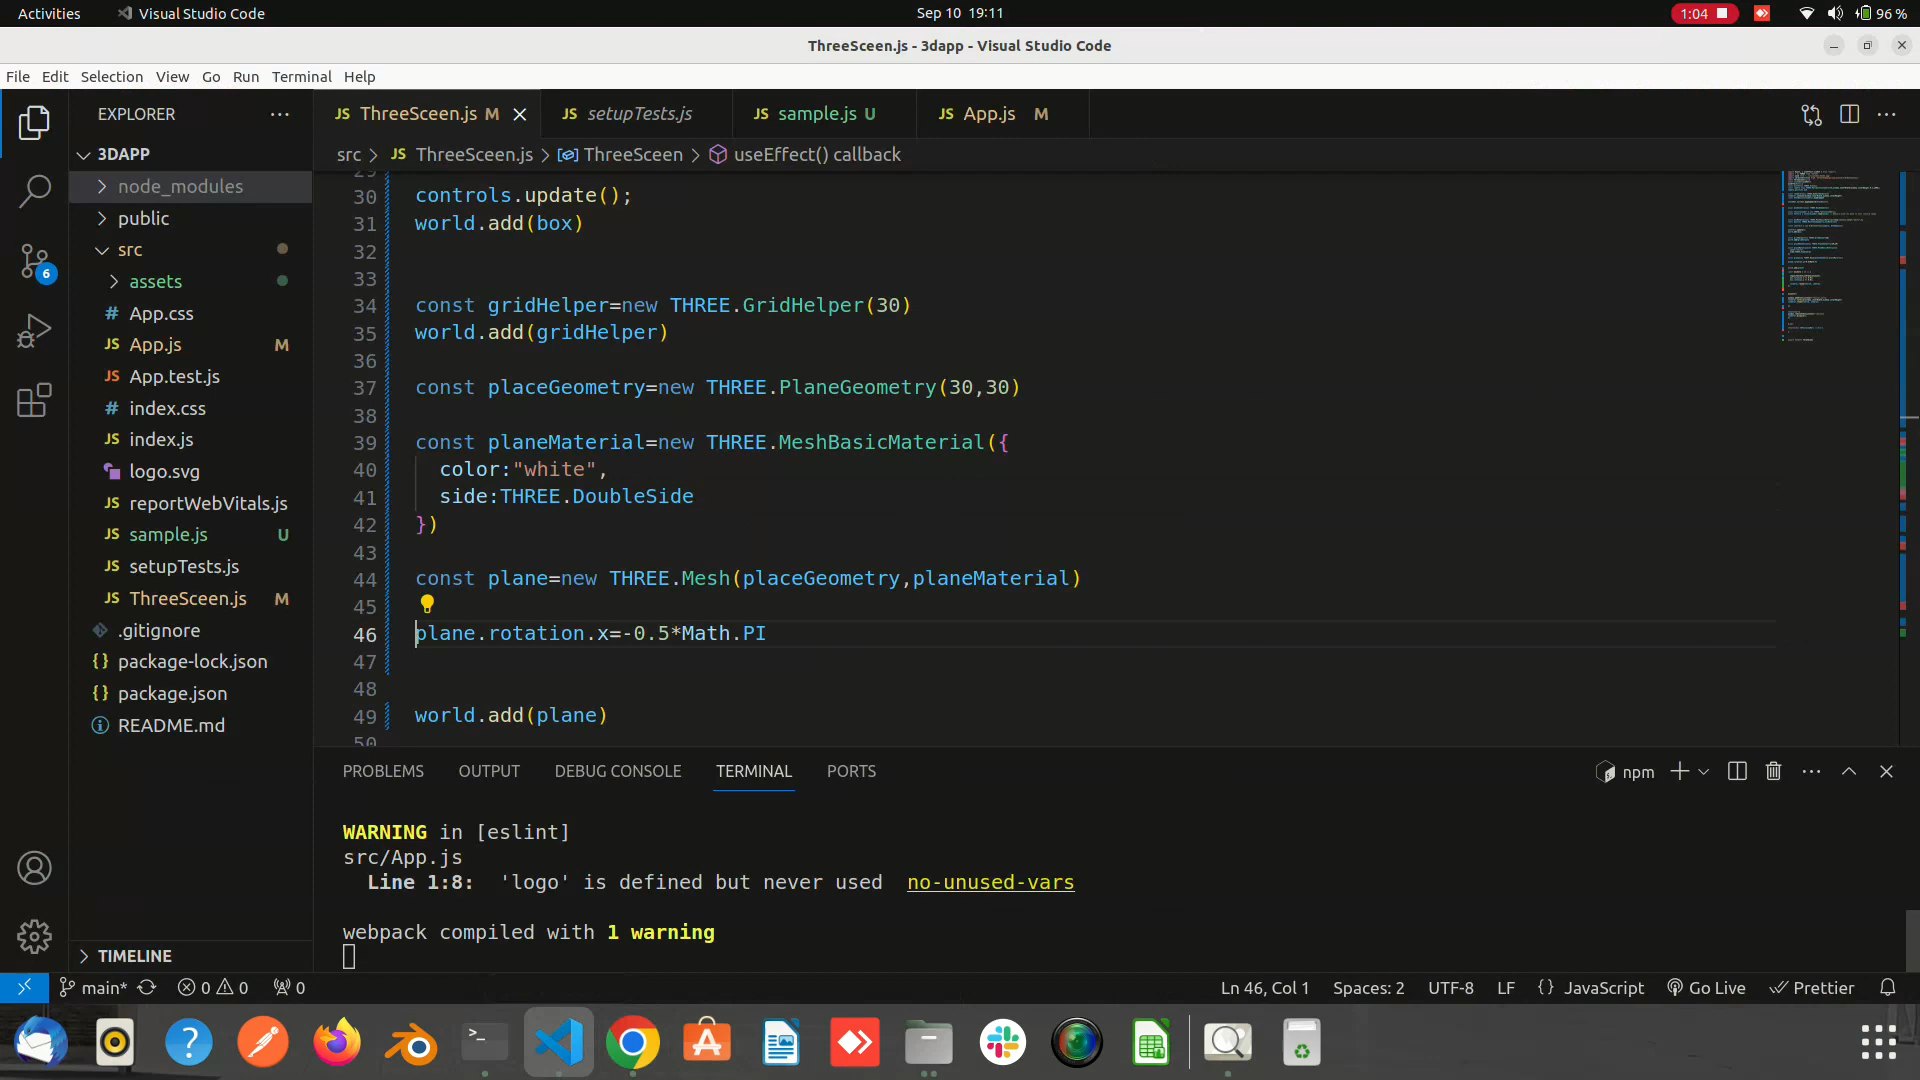 Activities
Visual Studio Code
Sep 10 19:11
1:04
96 %
ThreeSceen.js - 3dapp - Visual Studio Code
File Edit Selection View Go Run Terminal Help
EXPLORER
3DAPP
node_modules
public
src
assets
# App.css
JS App.js M
JS App.test.js
# index.css
JS index.js
logo.svg
JS reportWebVitals.js
JS sample.js U
JS setupTests.js
JS ThreeSceen.js M
.gitignore
{} package-lock.json
{} package.json
README.md
TIMELINE
6
JS ThreeSceen.js M
JS setupTests.js
JS sample.js U
JS App.js M
src > JS ThreeSceen.js > ThreeSceen > useEffect() callback
29
30 controls.update();
31 world.add(box)
32
33
34 const gridHelper=new THREE.GridHelper(30)
35 world.add(gridHelper)
36
37 const placeGeometry=new THREE.PlaneGeometry(30,30)
38
39 const planeMaterial=new THREE.MeshBasicMaterial({
40 color:"white",
41 side:THREE.DoubleSide
42 })
43
44 const plane=new THREE.Mesh(placeGeometry,planeMaterial)
45
46 plane.rotation.x=-0.5*Math.PI
47
48
49 world.add(plane)
50
PROBLEMS OUTPUT DEBUG CONSOLE TERMINAL PORTS
npm
WARNING in [eslint]
src/App.js
Line 1:8: 'logo' is defined but never used no-unused-vars
webpack compiled with 1 warning
main* 0 0 0
Ln 46, Col 1 Spaces: 2 UTF-8 LF {} JavaScript Go Live Prettier